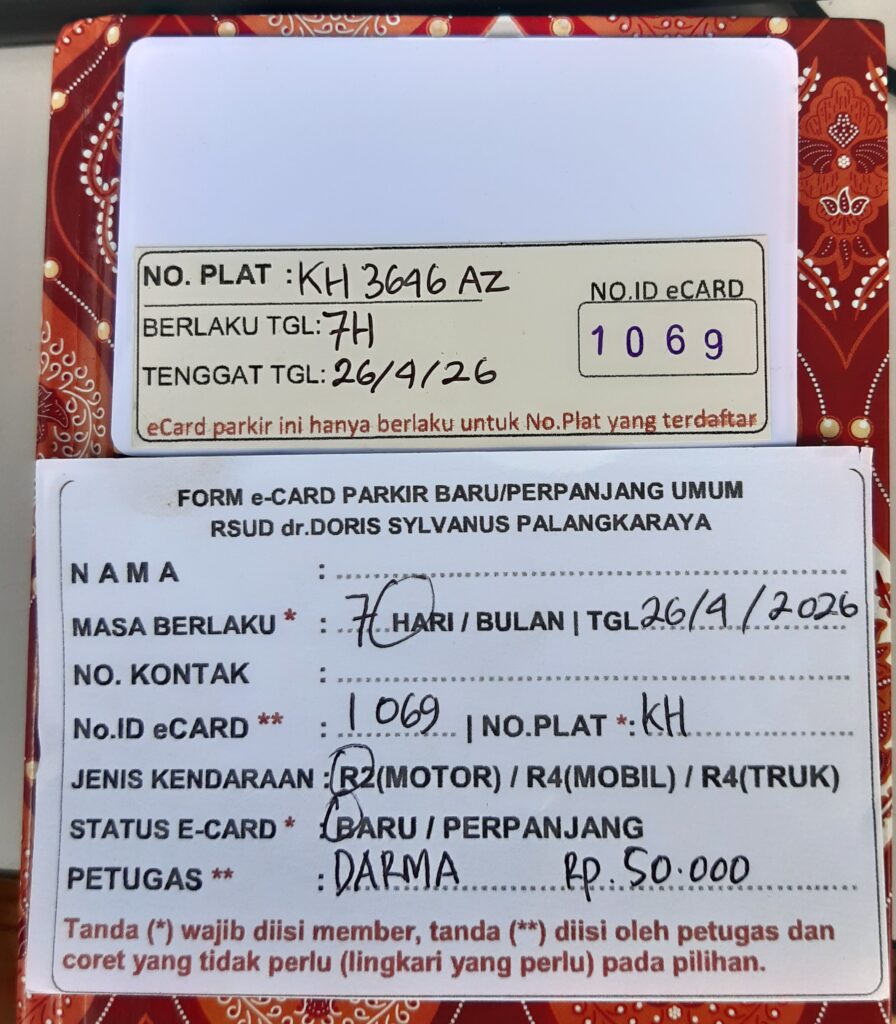 NO. PLAT : KH 3646 AZ
NO.ID eCARD
BERLAKU TGL: 7H
1069
TENGGAT TGL: 26/4/26
eCard parkir ini hanya berlaku untuk No.Plat yang terdaftar
FORM e-CARD PARKIR BARU/PERPANJANG UMUM
RSUD dr.DORIS SYLVANUS PALANGKARAYA
NAMA :
MASA BERLAKU * : 7 HARI / BULAN | TGL 26/4/2026
NO. KONTAK :
No.ID eCARD ** : 1069 | NO.PLAT *: KH
JENIS KENDARAAN : R2(MOTOR) / R4(MOBIL) / R4(TRUK)
STATUS E-CARD * : BARU / PERPANJANG
PETUGAS ** : DARMA Rp. 50.000
Tanda (*) wajib diisi member, tanda (**) diisi oleh petugas dan
coret yang tidak perlu (lingkari yang perlu) pada pilihan.